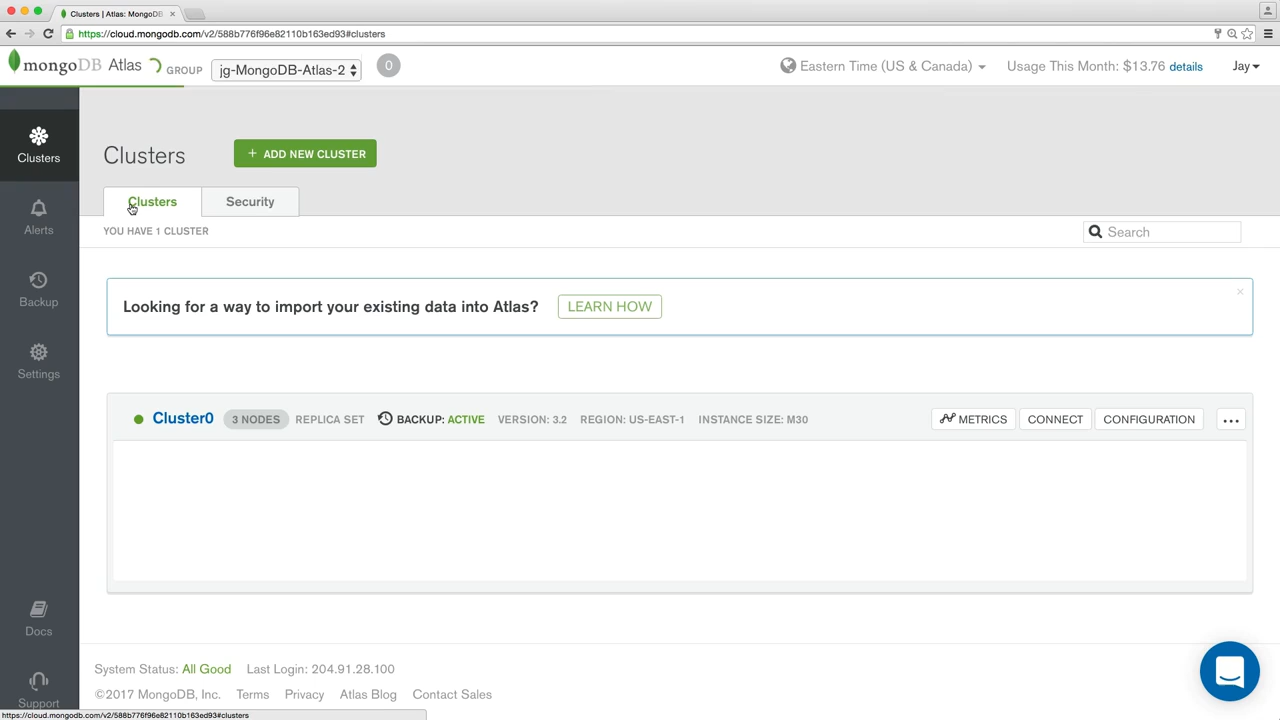 Clusters | Atlas: MongoDB
https://cloud.mongodb.com/v2/588b776f96e82110b163ed93#clusters
mongoDB Atlas GROUP jg-MongoDB-Atlas-2 0 Eastern Time (US & Canada) Usage This Month: $13.76 details Jay
Clusters
Alerts
Backup
Settings
Docs
Support
Clusters + ADD NEW CLUSTER
Clusters Security
YOU HAVE 1 CLUSTER Search
Looking for a way to import your existing data into Atlas? LEARN HOW ×
Cluster0 3 NODES REPLICA SET BACKUP: ACTIVE VERSION: 3.2 REGION: US-EAST-1 INSTANCE SIZE: M30 METRICS CONNECT CONFIGURATION ...
System Status: All Good Last Login: 204.91.28.100
©2017 MongoDB, Inc. Terms Privacy Atlas Blog Contact Sales
https://cloud.mongodb.com/v2/588b776f96e82110b163ed93#clusters